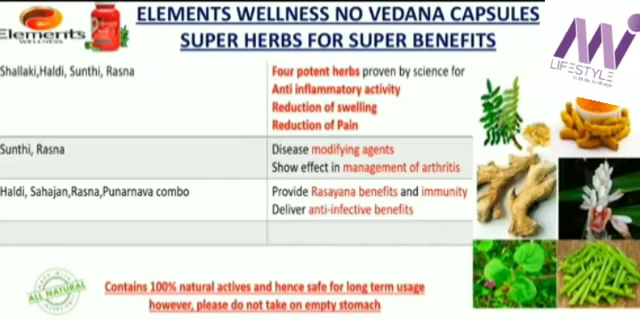 ELEMENTS WELLNESS NO VEDANA CAPSULES
SUPER HERBS FOR SUPER BENEFITS
Elements
WELLNESS
Mi
LIFESTYLE
Shallaki,Haldi, Sunthi, Rasna
Four potent herbs proven by science for
Anti inflammatory activity
Reduction of swelling
Reduction of Pain
Sunthi, Rasna
Disease modifying agents
Show effect in management of arthritis
Haldi, Sahajan,Rasna,Punarnava combo
Provide Rasayana benefits and immunity
Deliver anti-infective benefits
ALL NATURAL
Contains 100% natural actives and hence safe for long term usage
however, please do not take on empty stomach